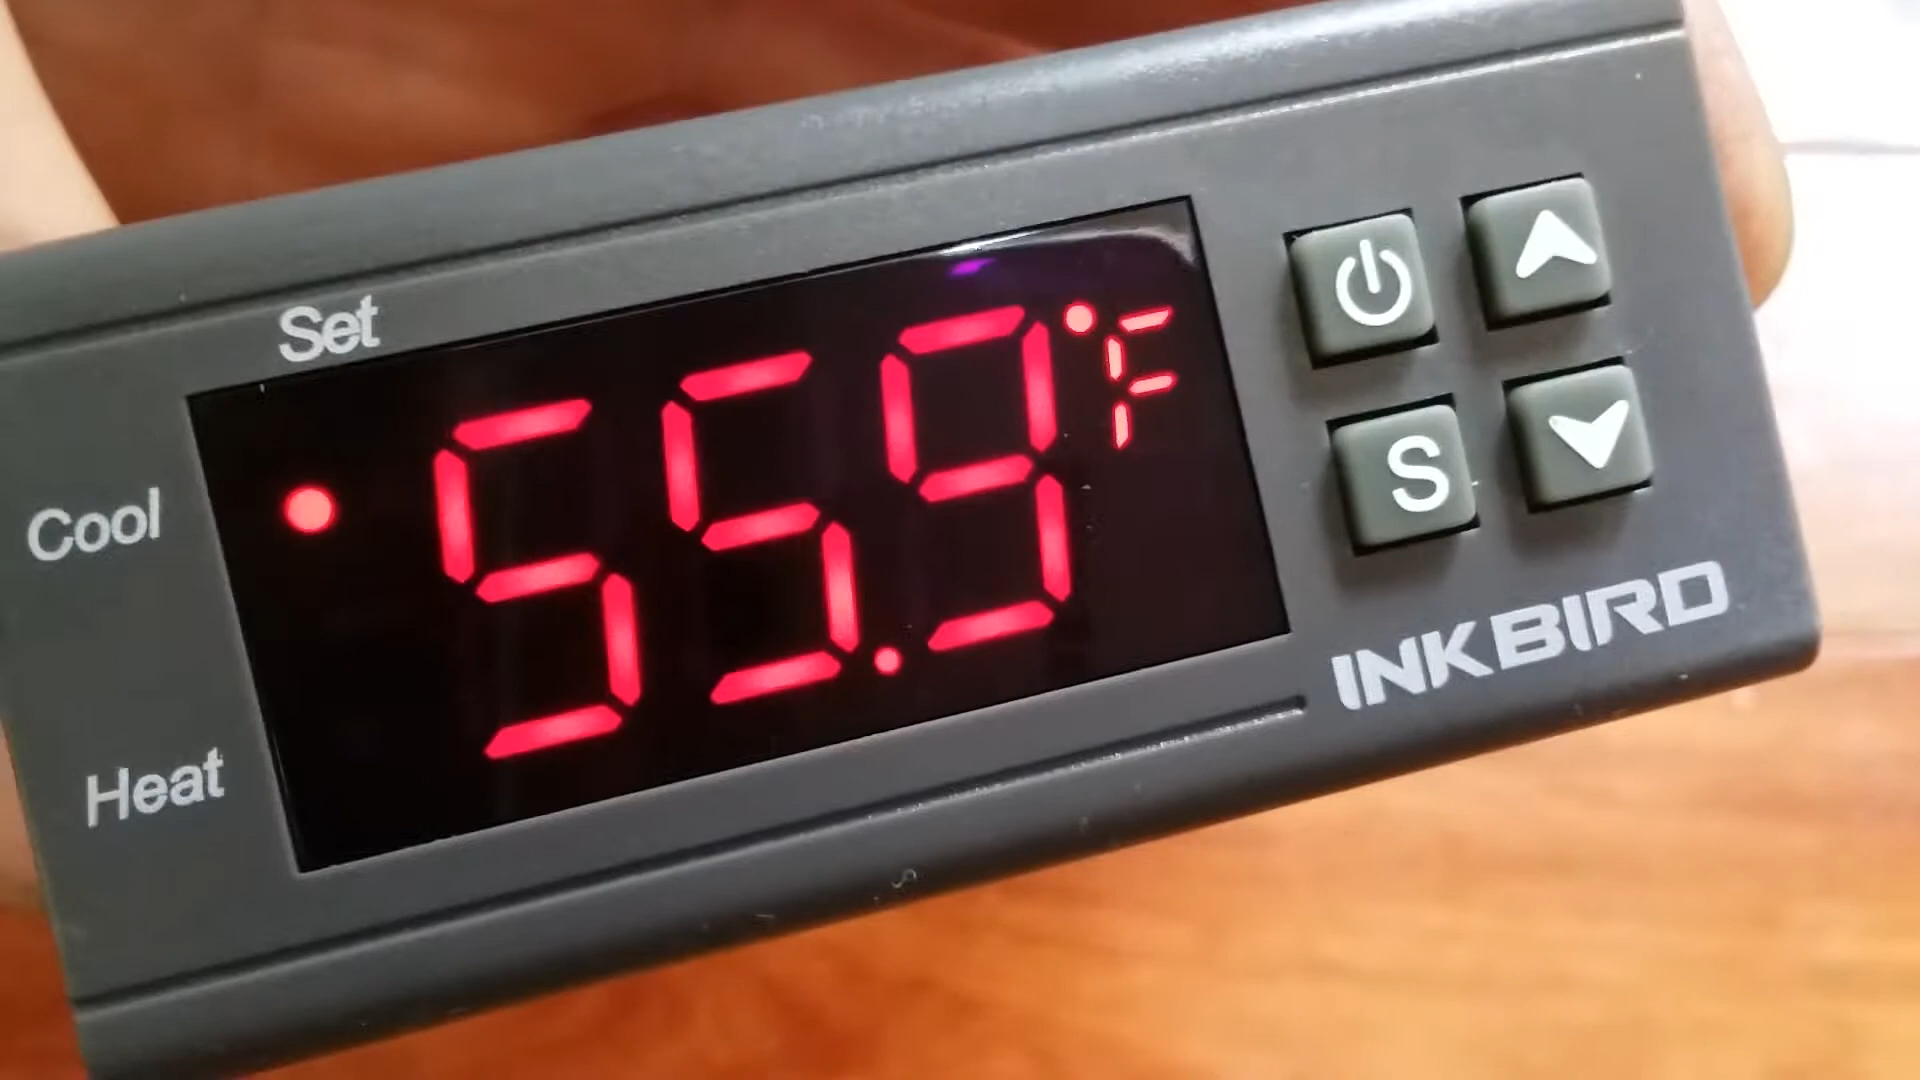 Set
Cool
55.9°F
Heat
S
INKBIRD